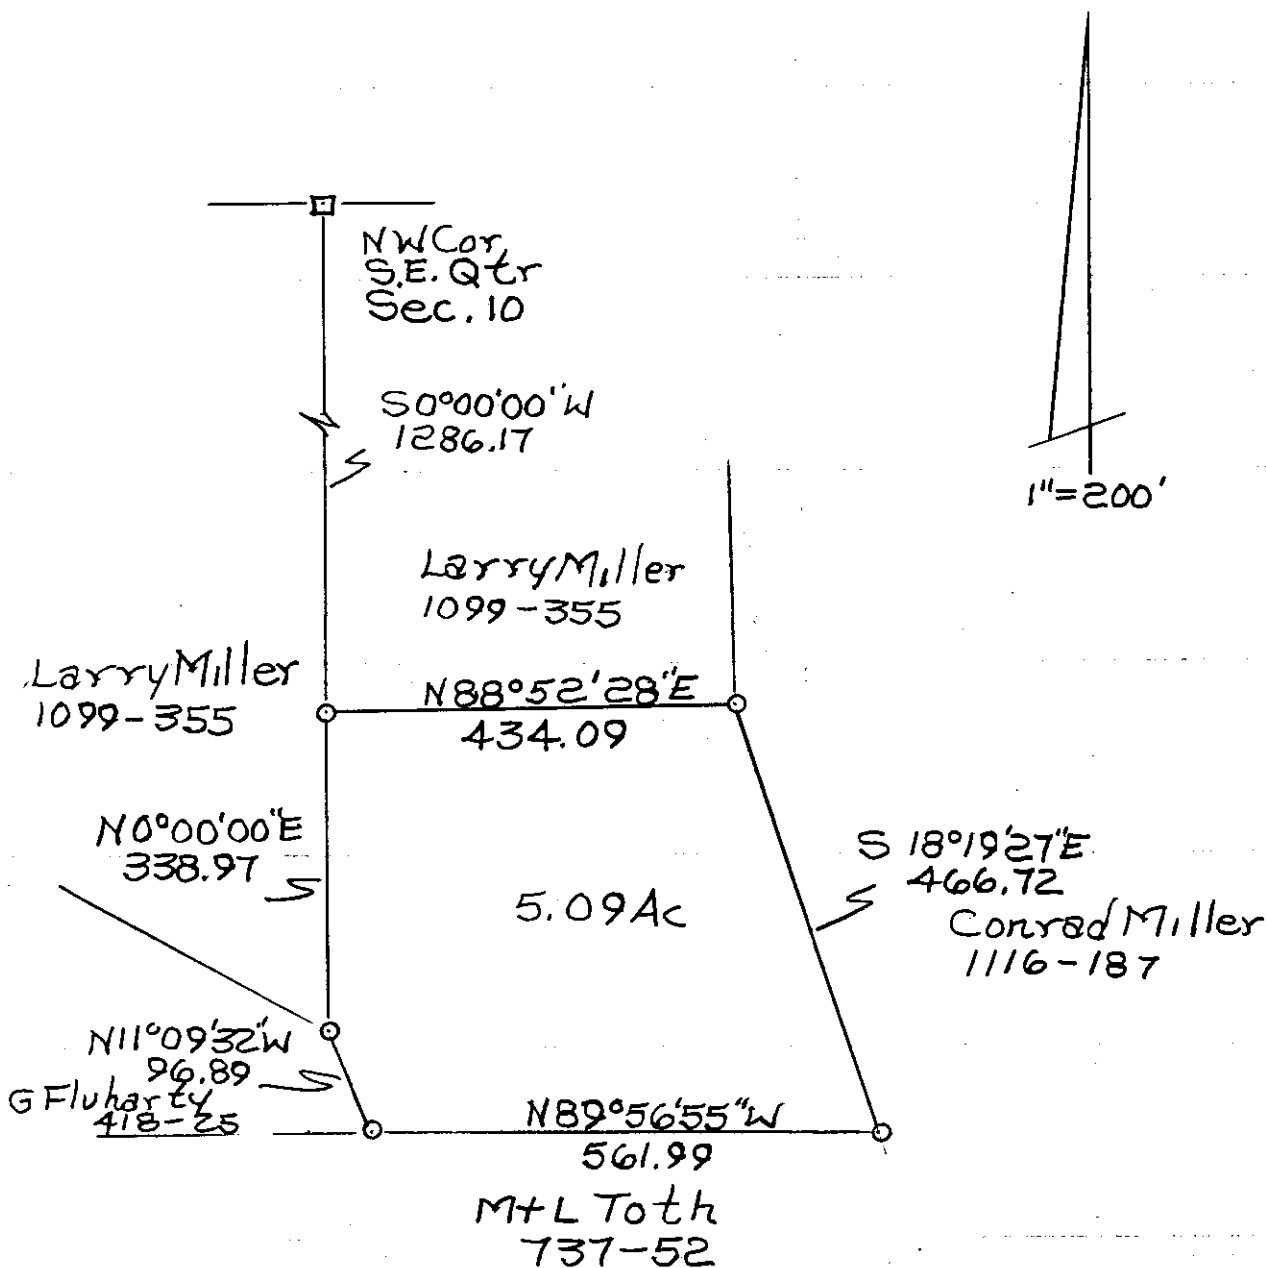 NW Cor
S.E. Qtr
Sec. 10
S0°00'00"W
1286.17
1"=200'
Larry Miller
1099-355
Larry Miller
1099-355
N88°52'28"E
434.09
N0°00'00"E
338.97
S 18°19'27"E
466.72
5.09Ac
Conrad Miller
1116-187
N11°09'32"W
96.89
G Fluharty
418-25
N89°56'55"W
561.99
M+L Toth
737-52